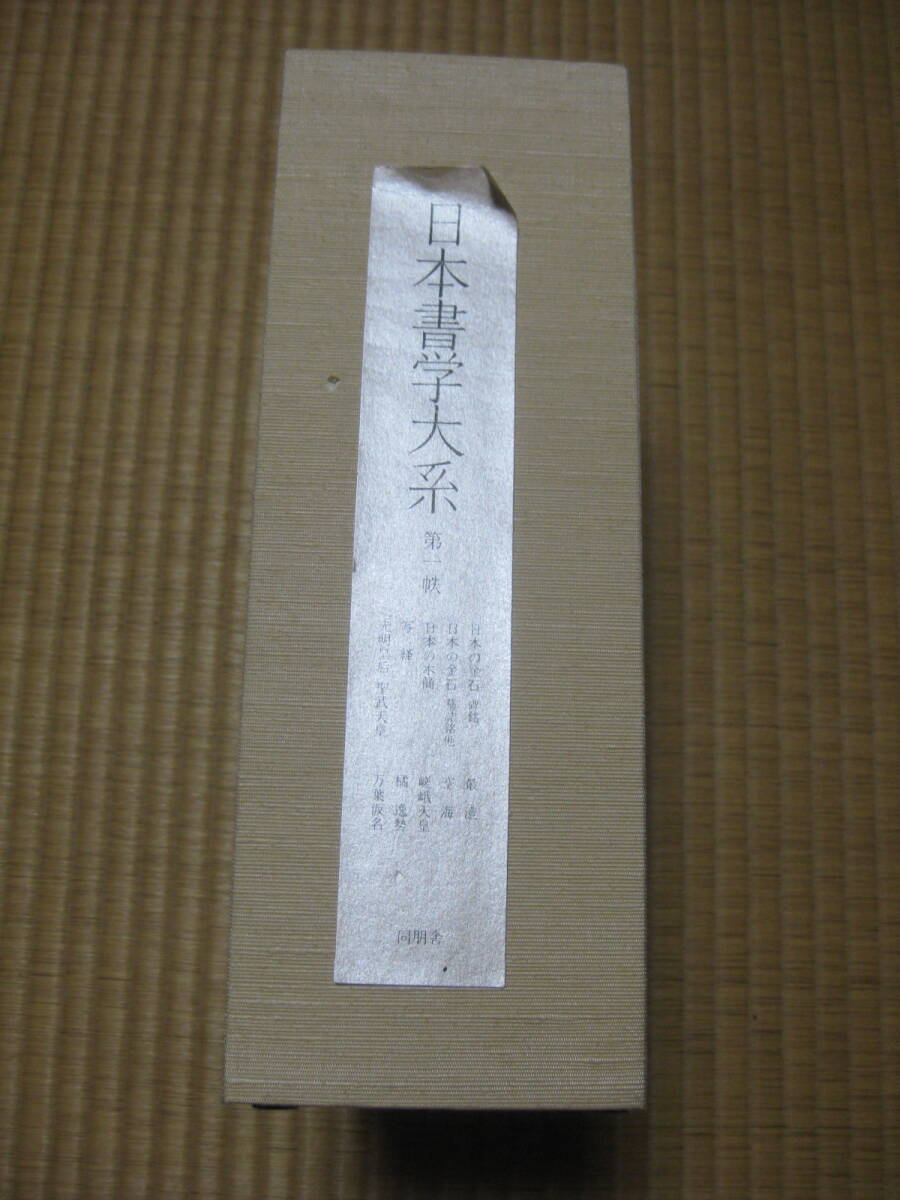 日本書学大系
第一帙
日本の金石 碑銘
日本の金石 墓誌銘他
日本の木簡
写経
光明皇后・聖武天皇
最澄
空海
嵯峨天皇
橘逸勢
万葉仮名
同朋舎